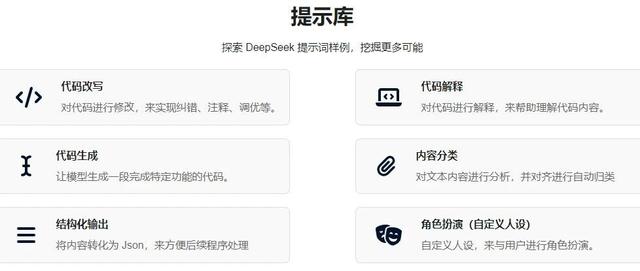 提示库
探索 DeepSeek 提示词样例，挖掘更多可能
代码改写
对代码进行修改，来实现纠错、注释、调优等。
代码解释
对代码进行解释，来帮助理解代码内容。
代码生成
让模型生成一段完成特定功能的代码。
内容分类
对文本内容进行分析，并对齐进行自动归类
结构化输出
将内容转化为 Json，来方便后续程序处理
角色扮演（自定义人设）
自定义人设，来与用户进行角色扮演。